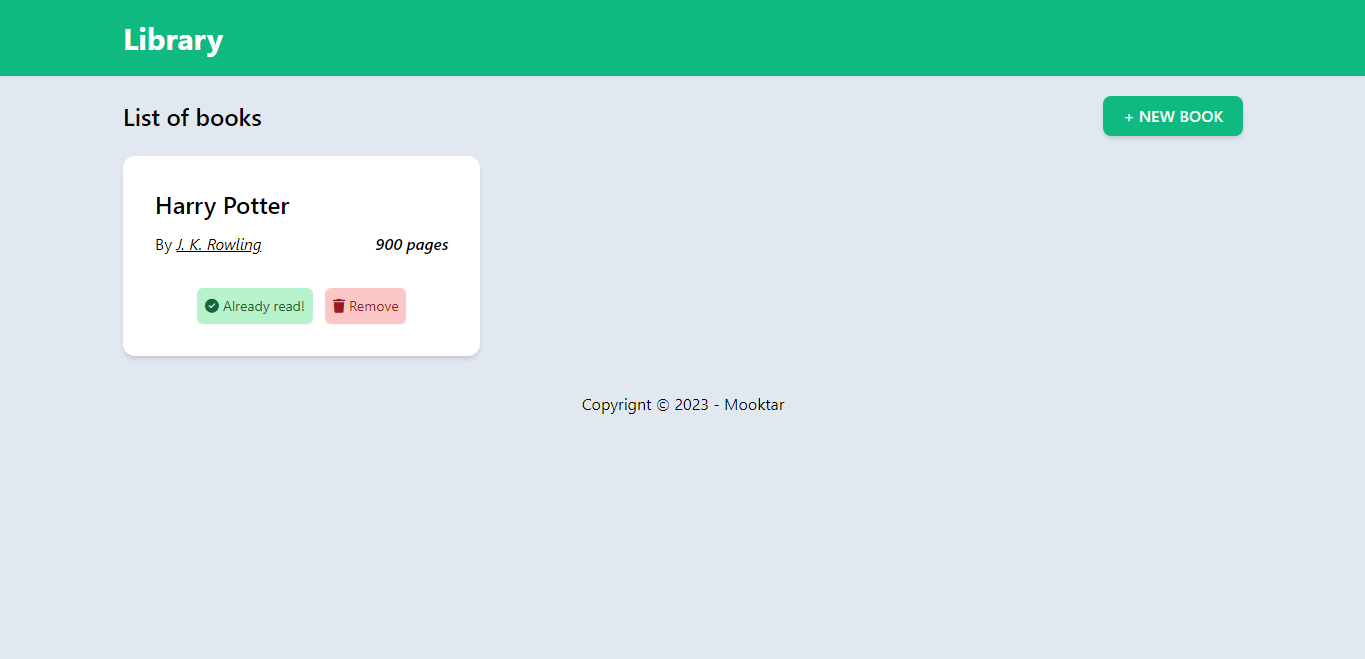 Library
List of books
+ NEW BOOK
Harry Potter
By J. K. Rowling
900 pages
Already read!
Remove
Copyrignt © 2023 - Mooktar